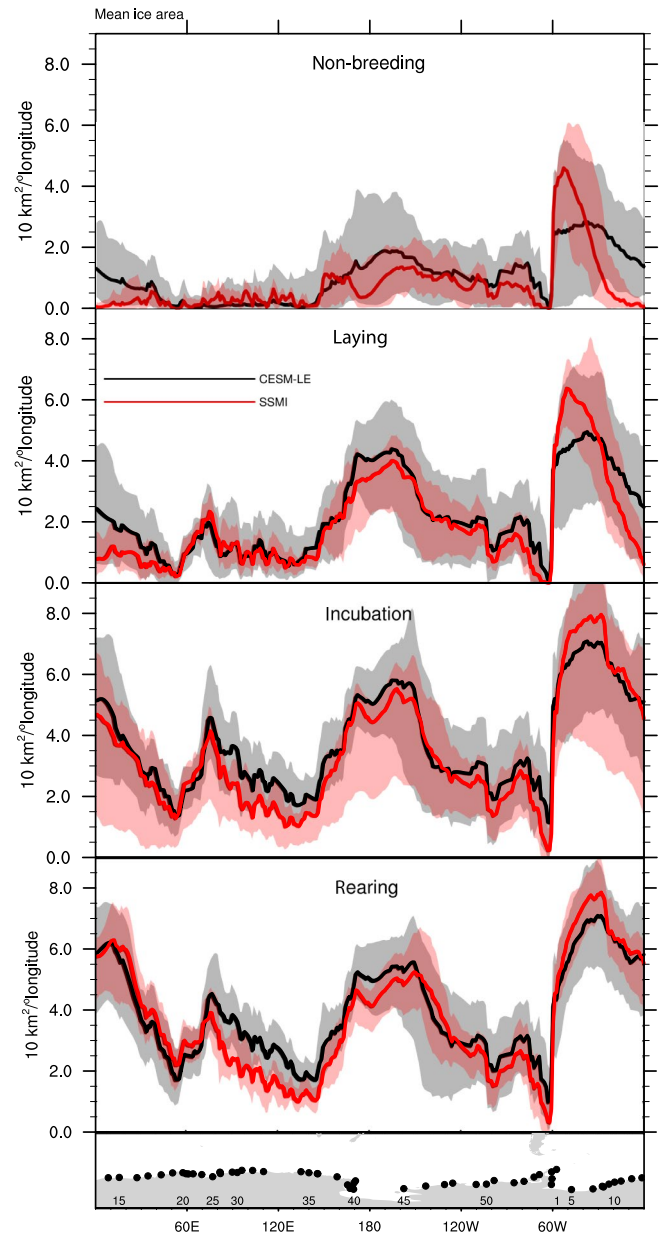 Mean ice area
Non-breeding
8.0
6.0
4.0
2.0
0.0
10 km²/°longitude
Laying
CESM-LE
SSMI
8.0
6.0
4.0
2.0
0.0
10 km²/°longitude
Incubation
8.0
6.0
4.0
2.0
0.0
10 km²/°longitude
Rearing
8.0
6.0
4.0
2.0
0.0
10 km²/°longitude
15 20 25 30 35 40 45 50 1 5 10
60E 120E 180 120W 60W